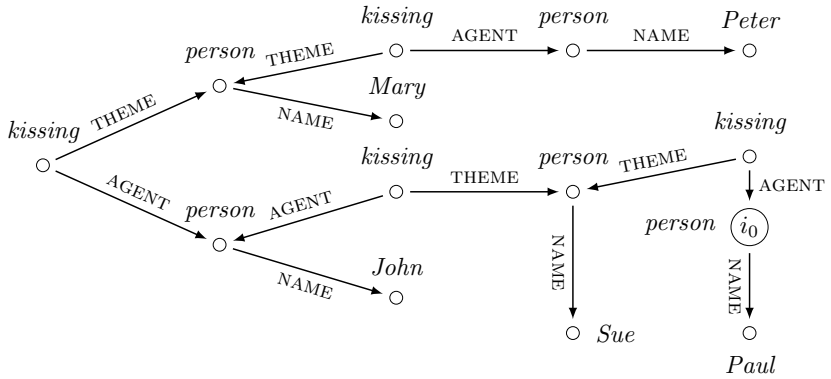 kissing person Peter
person THEME AGENT NAME
Mary
THEME NAME
kissing kissing person kissing
AGENT person AGENT THEME THEME AGENT
person i0
NAME John NAME NAME
Sue
Paul